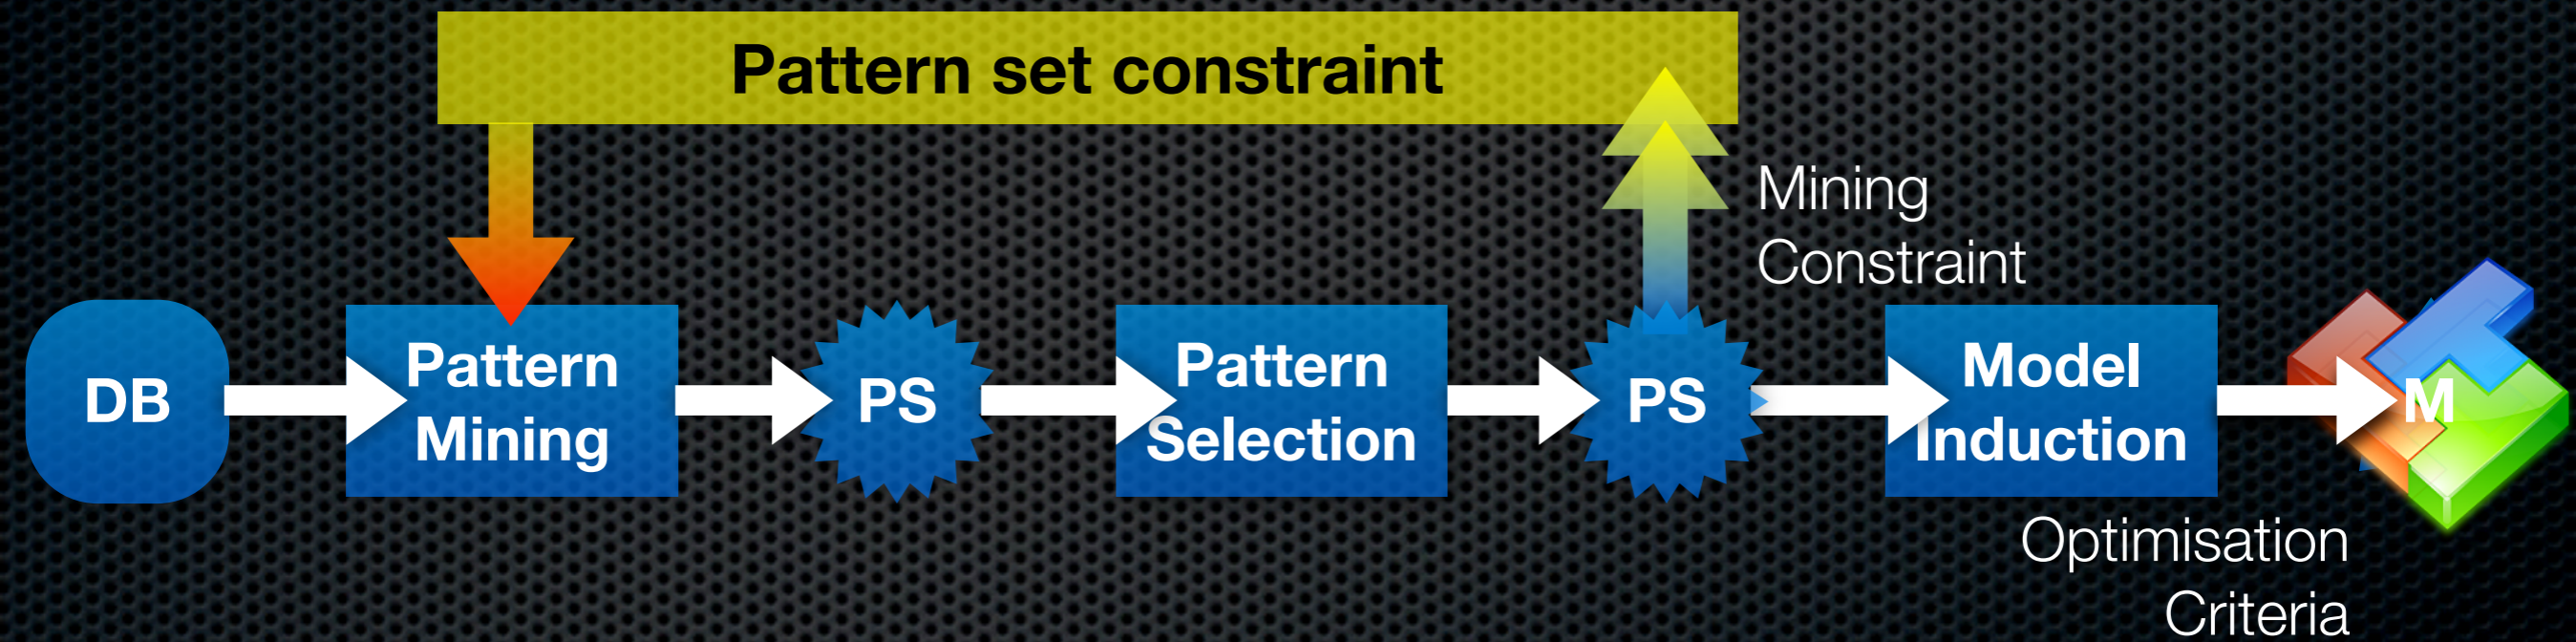 Pattern set constraint
Mining
Constraint
DB
Pattern
Mining
PS
Pattern
Selection
PS
Model
Induction
M
Optimisation
Criteria